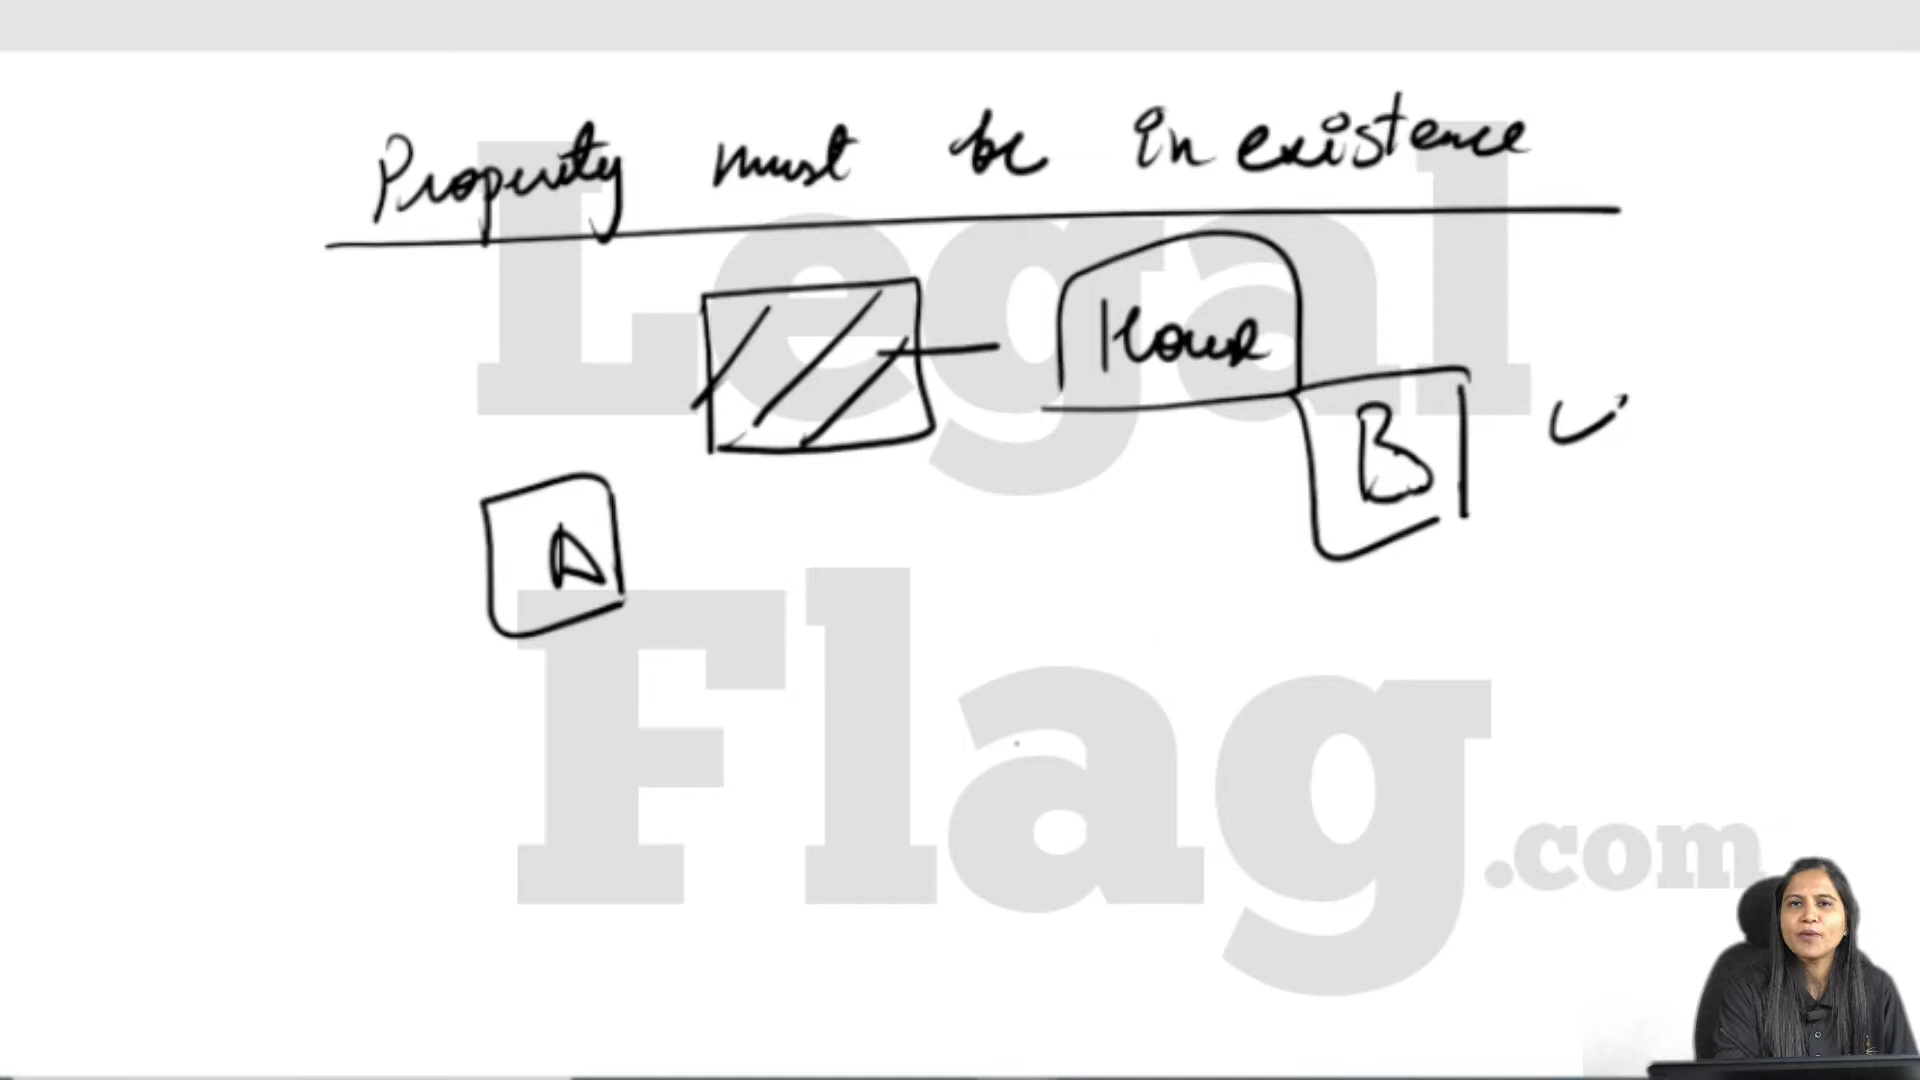 Property must be in existence
House
B
A
Legal
Flag
.com